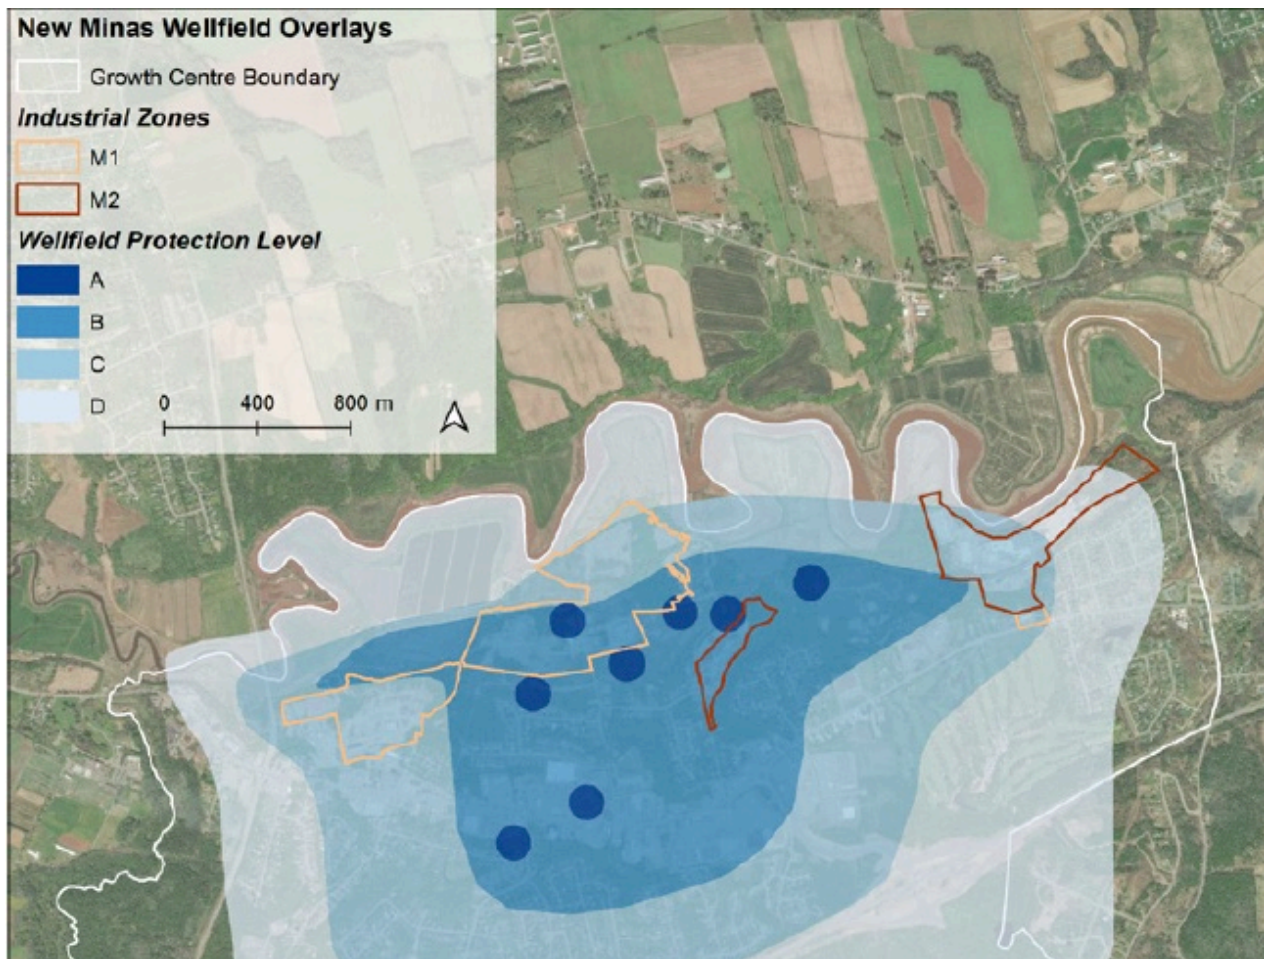 New Minas Wellfield Overlays
Growth Centre Boundary
Industrial Zones
M1
M2
Wellfield Protection Level
A
B
C
D
0 400 800 m